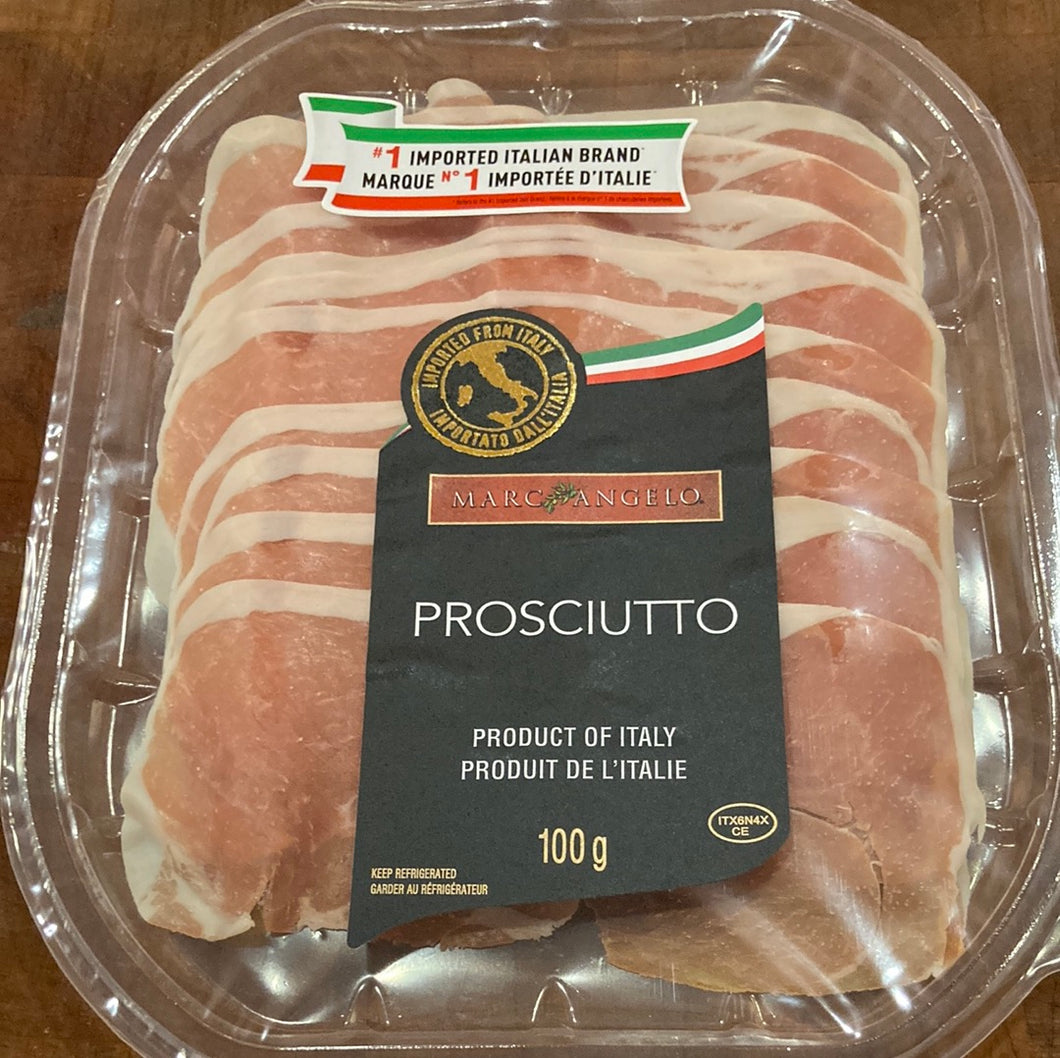 #1 IMPORTED ITALIAN BRAND*
MARQUE N° 1 IMPORTÉE D'ITALIE*
IMPORTED FROM ITALY
IMPORTATO DALL'ITALIA
MARC ANGELO
PROSCIUTTO
PRODUCT OF ITALY
PRODUIT DE L'ITALIE
100 g
ITX6N4X
CE
KEEP REFRIGERATED
GARDER AU RÉFRIGÉRATEUR